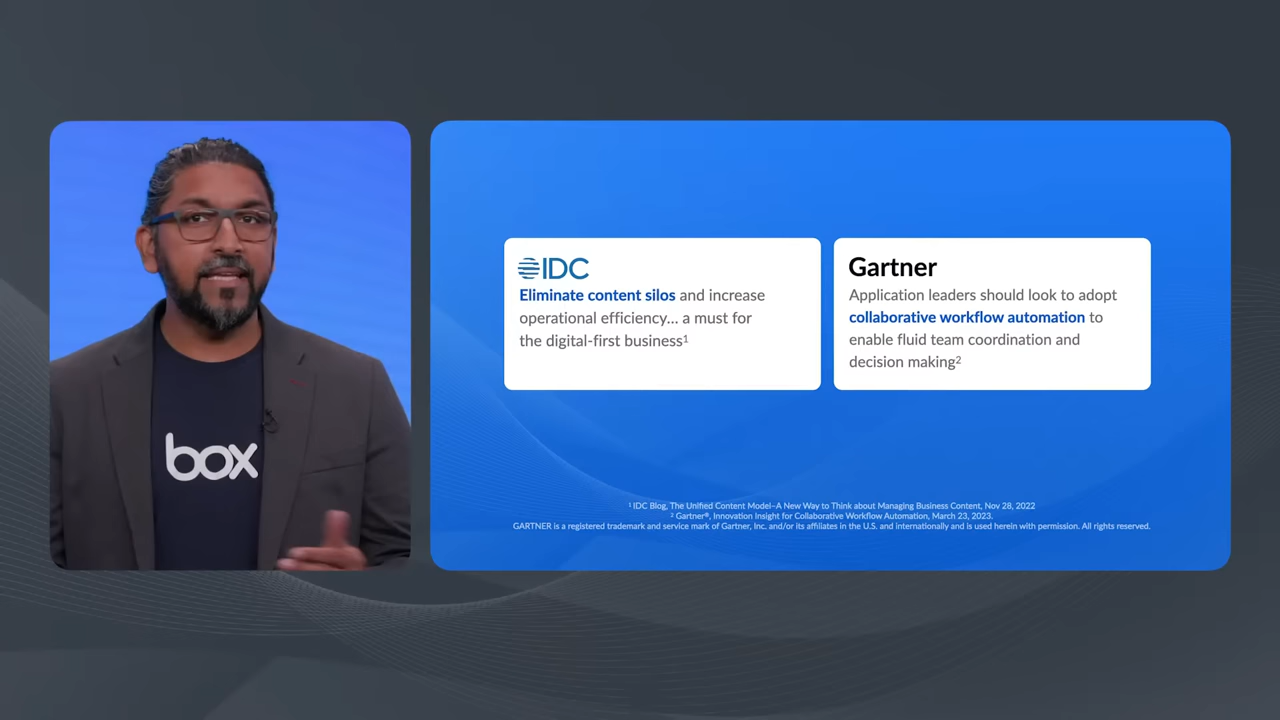 box
IDC
Eliminate content silos and increase
operational efficiency... a must for
the digital-first business¹
Gartner
Application leaders should look to adopt
collaborative workflow automation to
enable fluid team coordination and
decision making²
¹ IDC Blog, The Unified Content Model–A New Way to Think about Managing Business Content, Nov 28, 2022
² Gartner®, Innovation Insight for Collaborative Workflow Automation, March 23, 2023.
GARTNER is a registered trademark and service mark of Gartner, Inc. and/or its affiliates in the U.S. and internationally and is used herein with permission. All rights reserved.